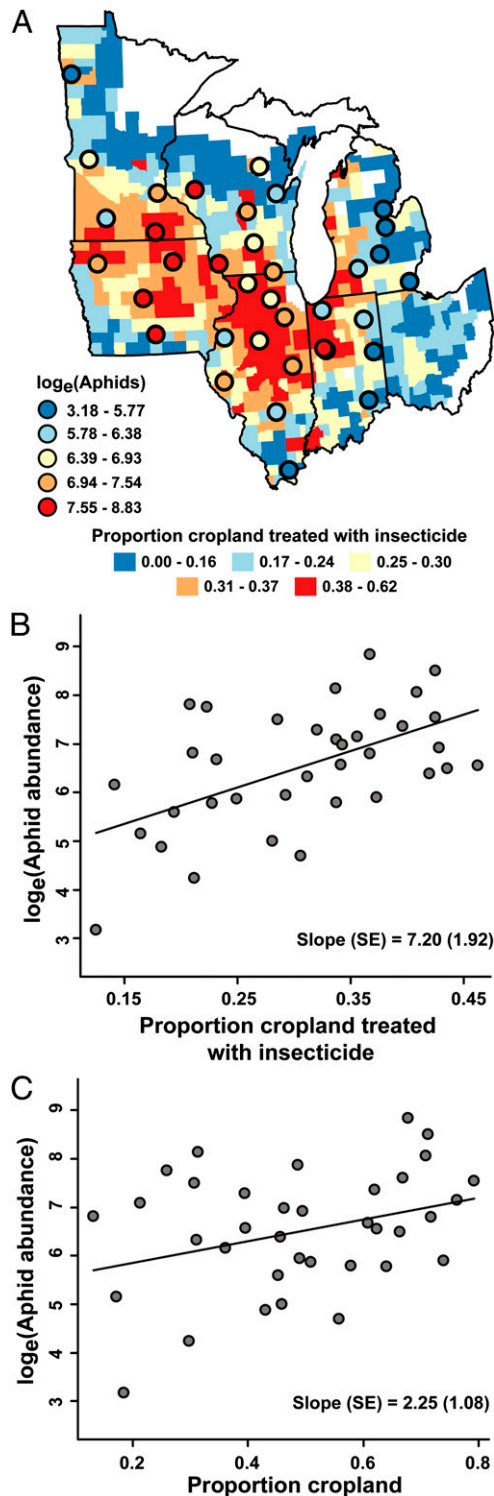 A
logₑ(Aphids)
3.18 - 5.77
5.78 - 6.38
6.39 - 6.93
6.94 - 7.54
7.55 - 8.83
Proportion cropland treated with insecticide
0.00 - 0.16 0.17 - 0.24 0.25 - 0.30
0.31 - 0.37 0.38 - 0.62
B
logₑ(Aphid abundance)
9
8
7
6
5
4
3
Slope (SE) = 7.20 (1.92)
0.15 0.25 0.35 0.45
Proportion cropland treated
with insecticide
C
logₑ(Aphid abundance)
9
8
7
6
5
4
3
Slope (SE) = 2.25 (1.08)
0.2 0.4 0.6 0.8
Proportion cropland